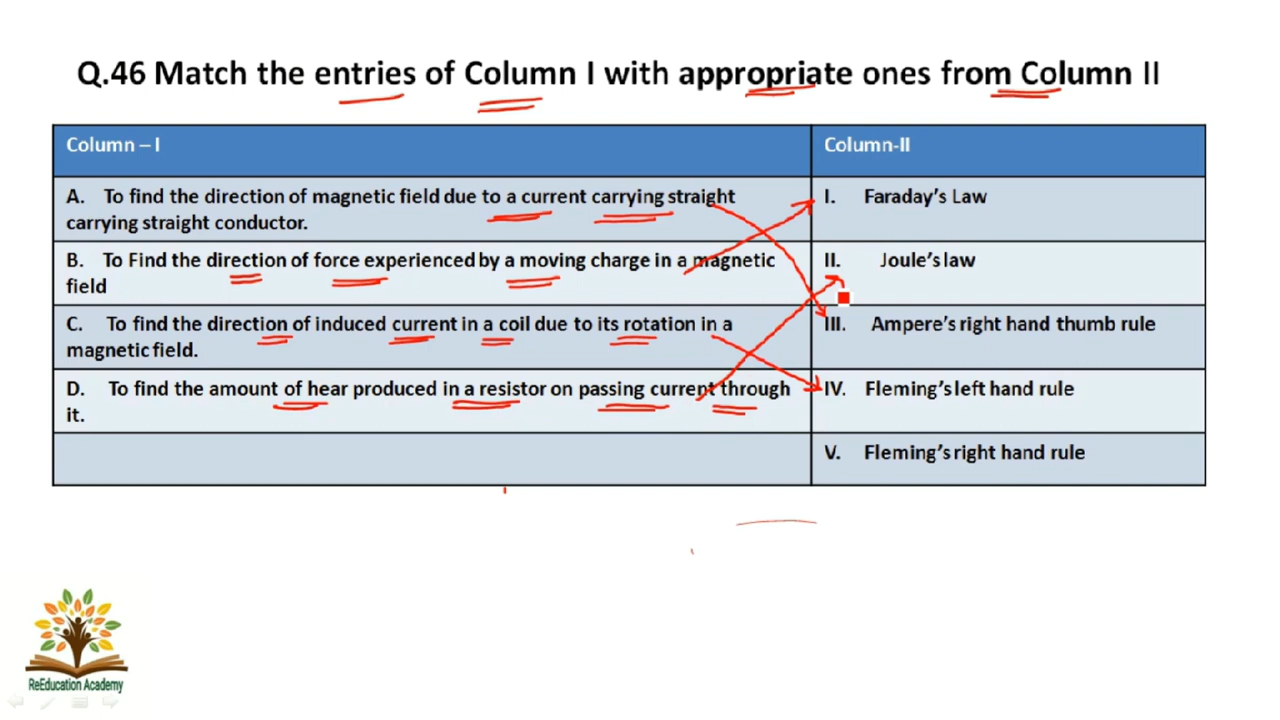 Q.46 Match the entries of Column I with appropriate ones from Column II
Column – I
Column-II
A. To find the direction of magnetic field due to a current carrying straight
carrying straight conductor.
I. Faraday's Law
B. To Find the direction of force experienced by a moving charge in a magnetic
field
II. Joule's law
C. To find the direction of induced current in a coil due to its rotation in a
magnetic field.
III. Ampere's right hand thumb rule
D. To find the amount of hear produced in a resistor on passing current through
it.
IV. Fleming's left hand rule
V. Fleming's right hand rule
ReEducation Academy